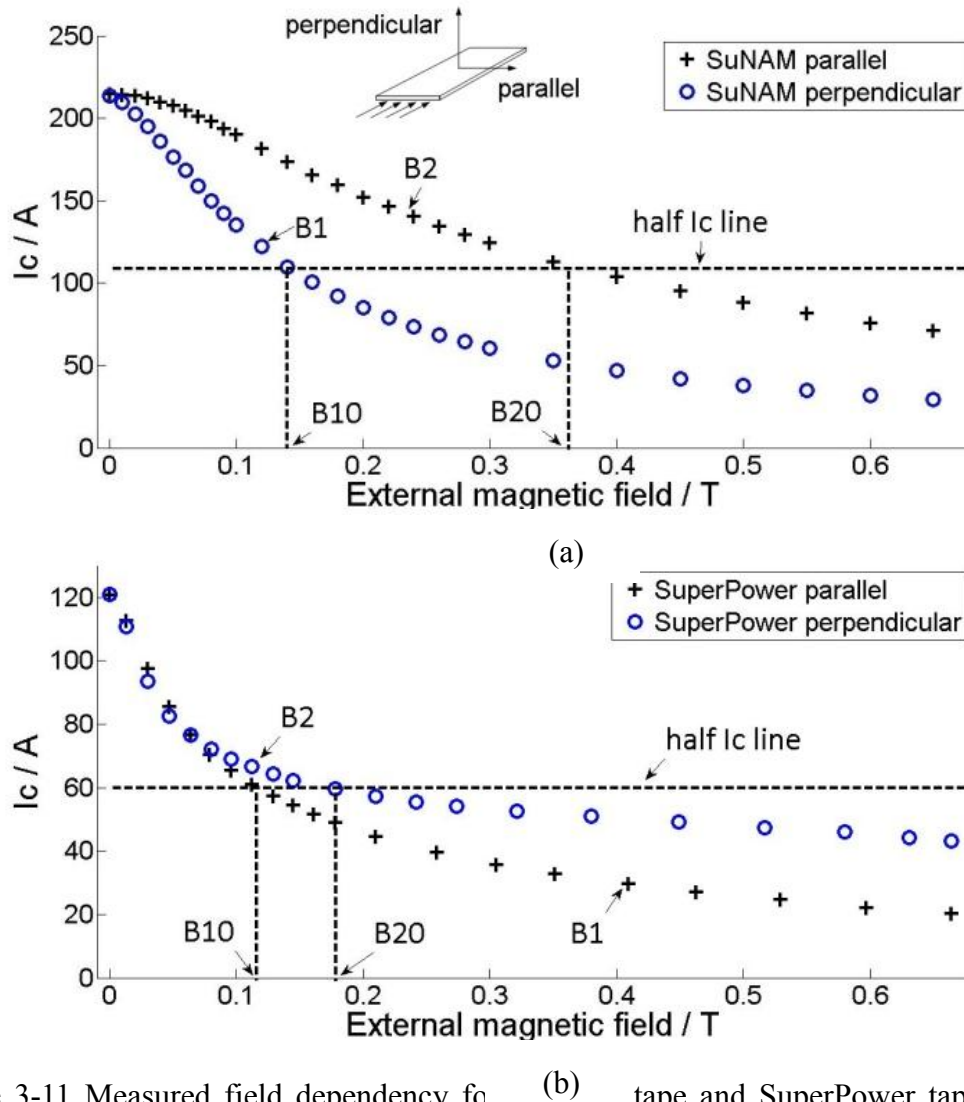 perpendicular
parallel
+ SuNAM parallel
o SuNAM perpendicular
250
200
150
100
50
0
Ic / A
B1
B2
half Ic line
B10
B20
0 0.1 0.2 0.3 0.4 0.5 0.6
External magnetic field / T
(a)
+ SuperPower parallel
o SuperPower perpendicular
120
100
80
60
40
20
0
Ic / A
B2
half Ic line
B10
B20
B1
0 0.1 0.2 0.3 0.4 0.5 0.6
External magnetic field / T
(b)
3-11 Measured field dependency tape and SuperPower